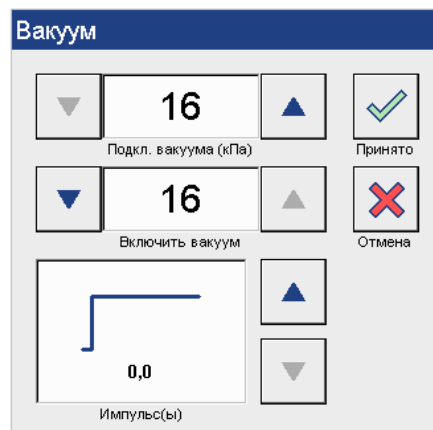 Вакуум
16
Подкл. вакуума (кПа)
Принято
16
Включить вакуум
Отмена
0,0
Импульс(ы)